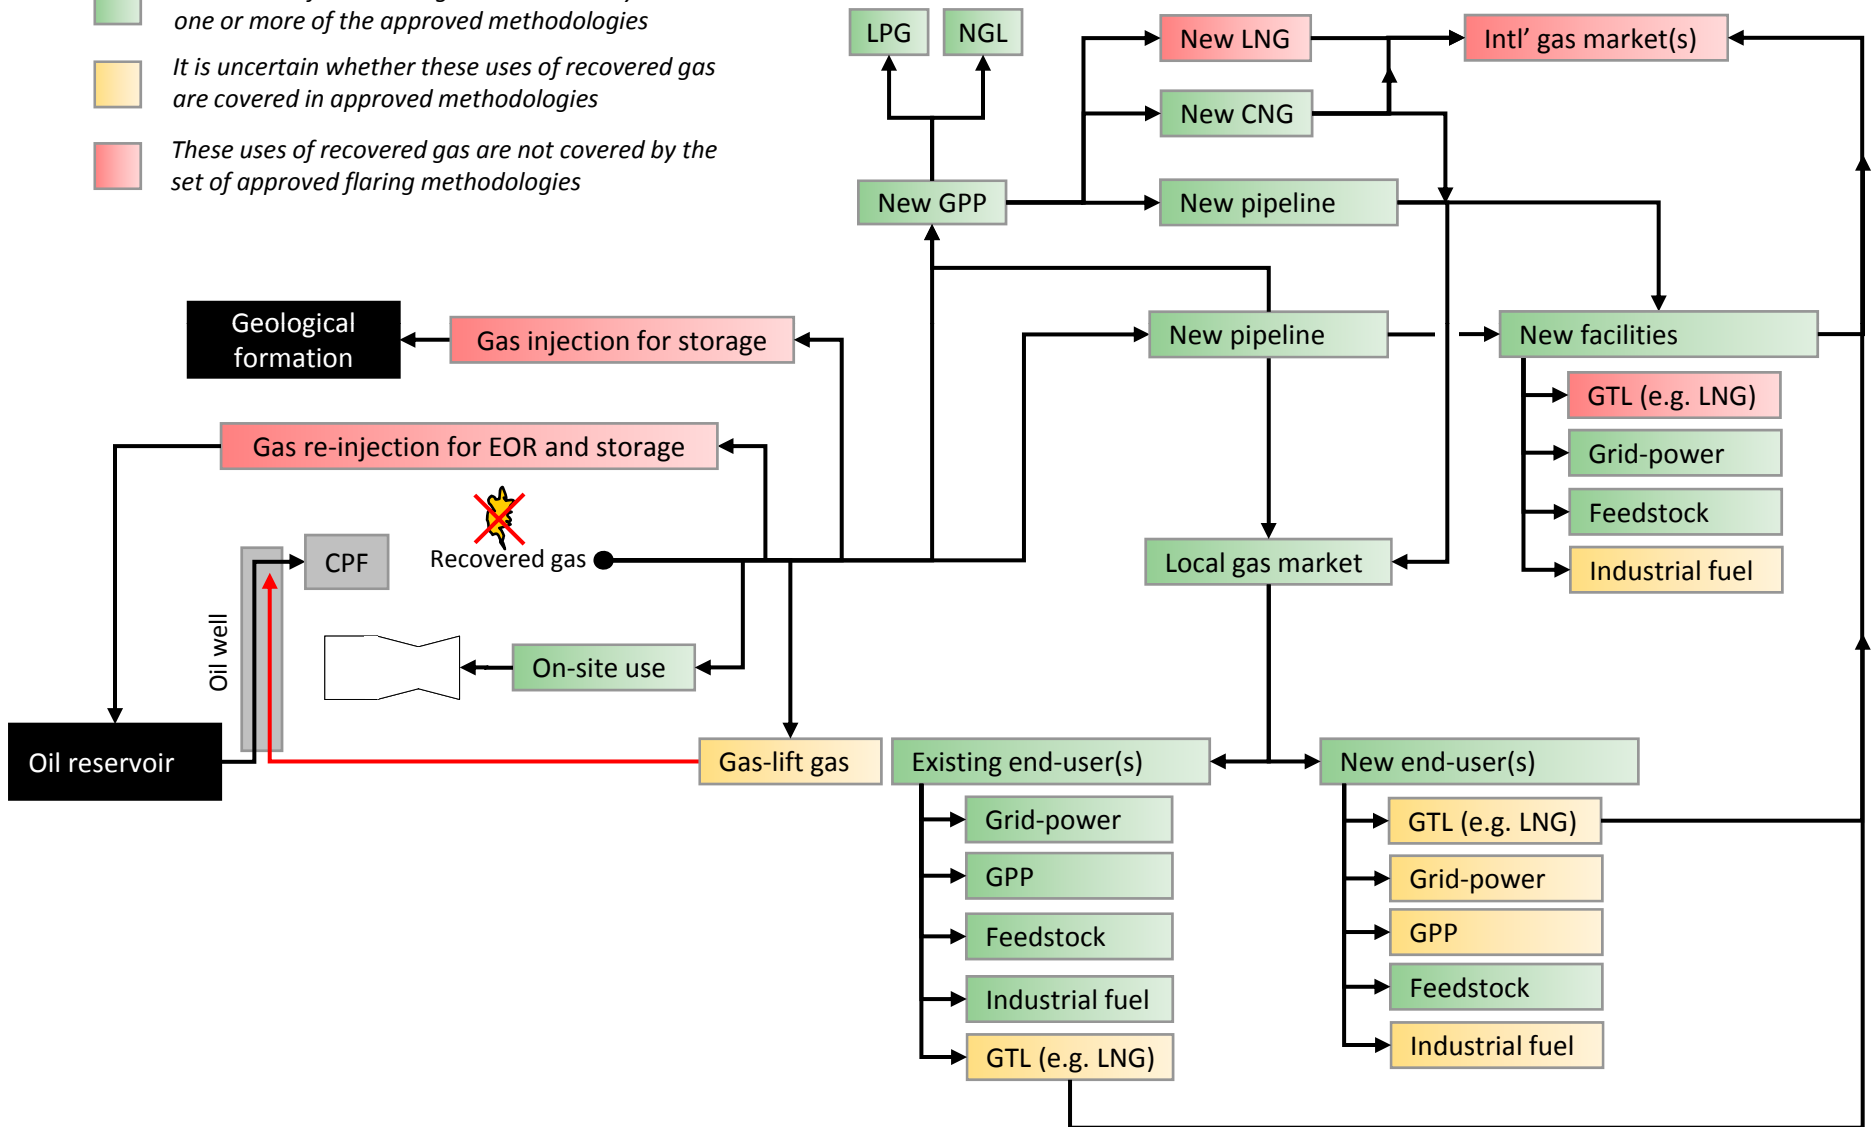 one or more of the approved methodologies
It is uncertain whether these uses of recovered gas
are covered in approved methodologies
These uses of recovered gas are not covered by the
set of approved flaring methodologies
LPG
NGL
New LNG
Intl' gas market(s)
New CNG
New GPP
New pipeline
Geological
formation
Gas injection for storage
New pipeline
New facilities
GTL (e.g. LNG)
Grid-power
Feedstock
Industrial fuel
Gas re-injection for EOR and storage
Recovered gas
CPF
Oil well
Local gas market
On-site use
Oil reservoir
Gas-lift gas
Existing end-user(s)
Grid-power
GPP
Feedstock
Industrial fuel
GTL (e.g. LNG)
New end-user(s)
GTL (e.g. LNG)
Grid-power
GPP
Feedstock
Industrial fuel